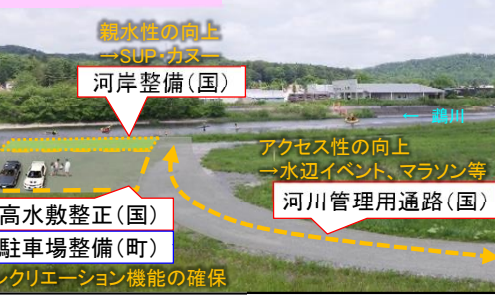 親水性の向上
→SUP・カヌー
河岸整備（国）
← 鵡川
アクセス性の向上
→水辺イベント、マラソン等
河川管理用通路（国）
高水敷整正（国）
駐車場整備（町）
レクリエーション機能の確保